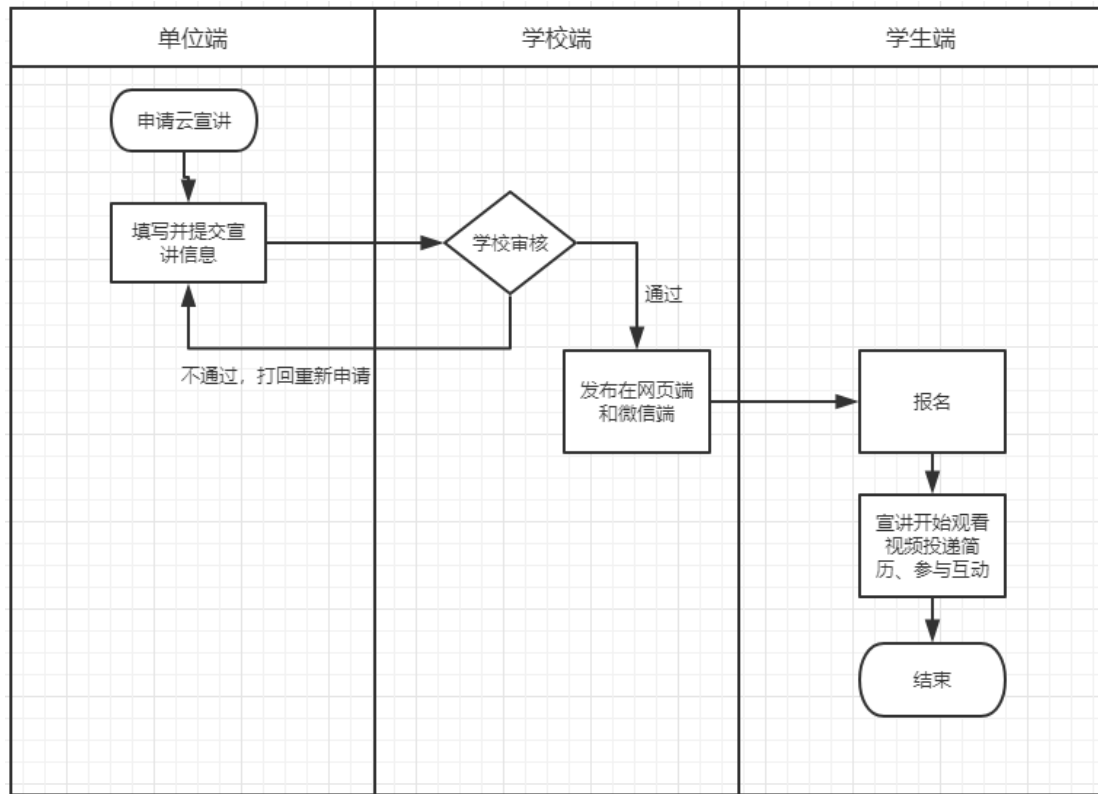 单位端
学校端
学生端
申请云宣讲
填写并提交宣
讲信息
学校审核
通过
不通过，打回重新申请
发布在网页端
和微信端
报名
宣讲开始观看
视频投递简
历、参与互动
结束